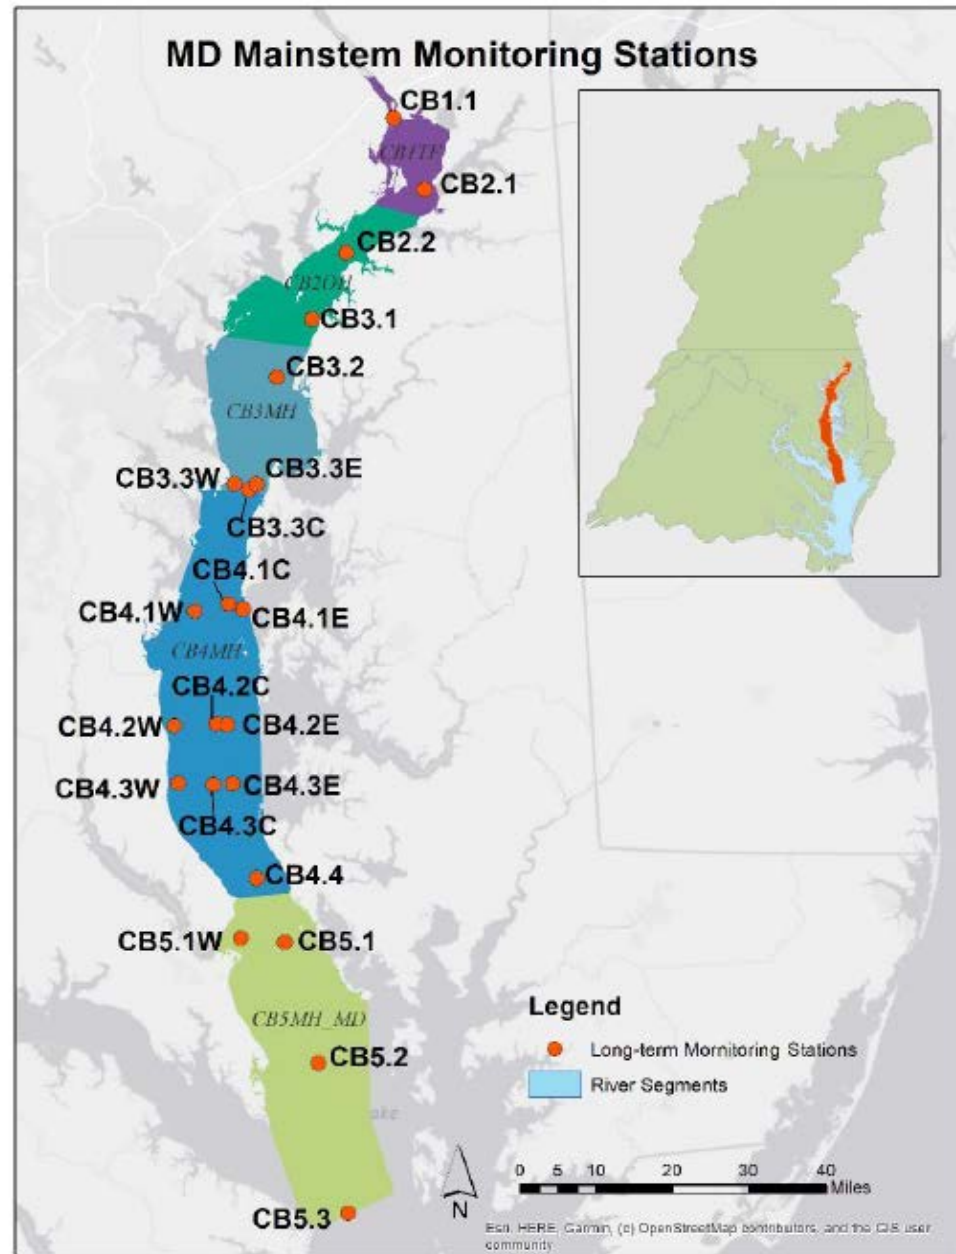 MD Mainstem Monitoring Stations
CB1.1
CB1TF
CB2.1
CB2.2
CB2OH
CB3.1
CB3.2
CB3MH
CB3.3W
CB3.3E
CB3.3C
CB4.1C
CB4.1W
CB4.1E
CB4MH
CB4.2C
CB4.2W
CB4.2E
CB4.3W
CB4.3E
CB4.3C
CB4.4
CB5.1W
CB5.1
CB5MH_MD
CB5.2
CB5.3
Legend
Long-term Mornitoring Stations
River Segments
N
0 5 10 20 30 40
Miles
Esri, HERE, Garmin, (c) OpenStreetMap contributors, and the GIS user
community